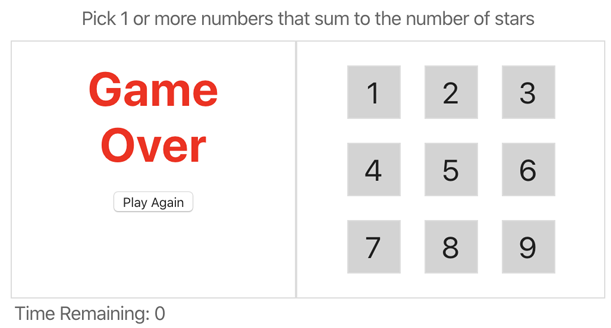 Pick 1 or more numbers that sum to the number of stars
Game
Over
Play Again
1 2 3
4 5 6
7 8 9
Time Remaining: 0